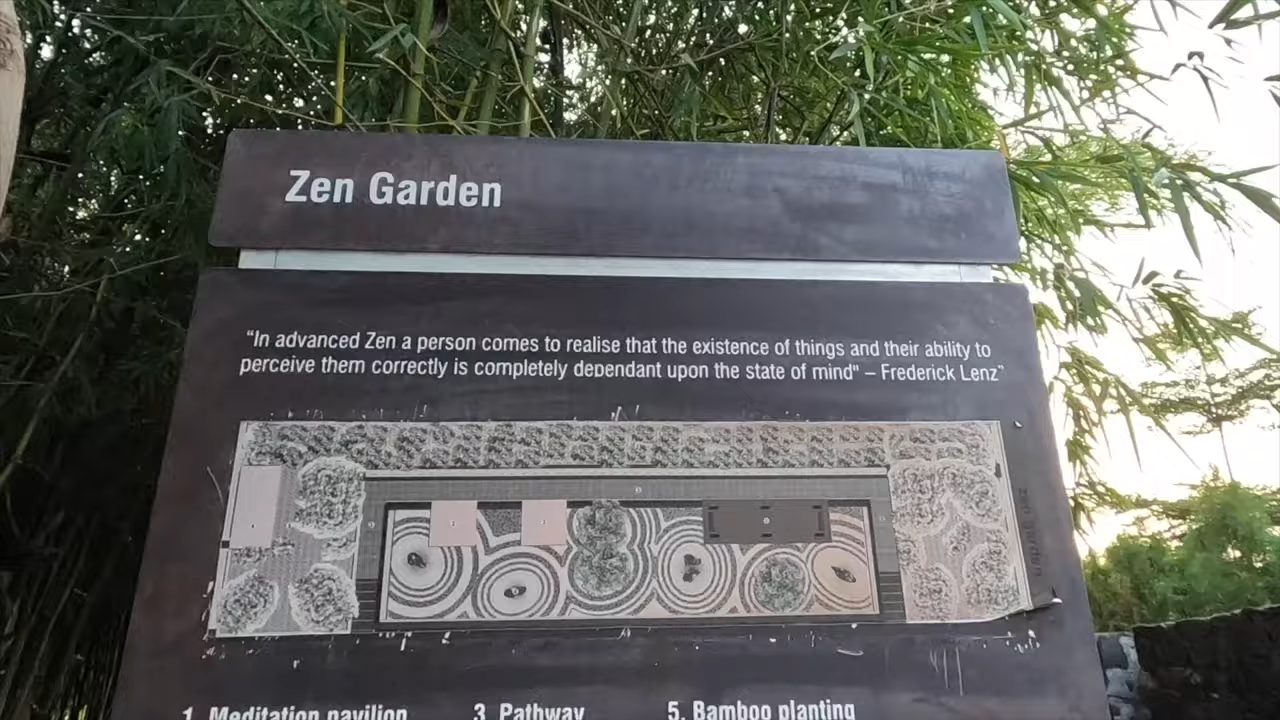 Zen Garden
“In advanced Zen a person comes to realise that the existence of things and their ability to
perceive them correctly is completely dependant upon the state of mind" – Frederick Lenz”
1. Meditation pavilion 3. Pathway 5. Bamboo planting